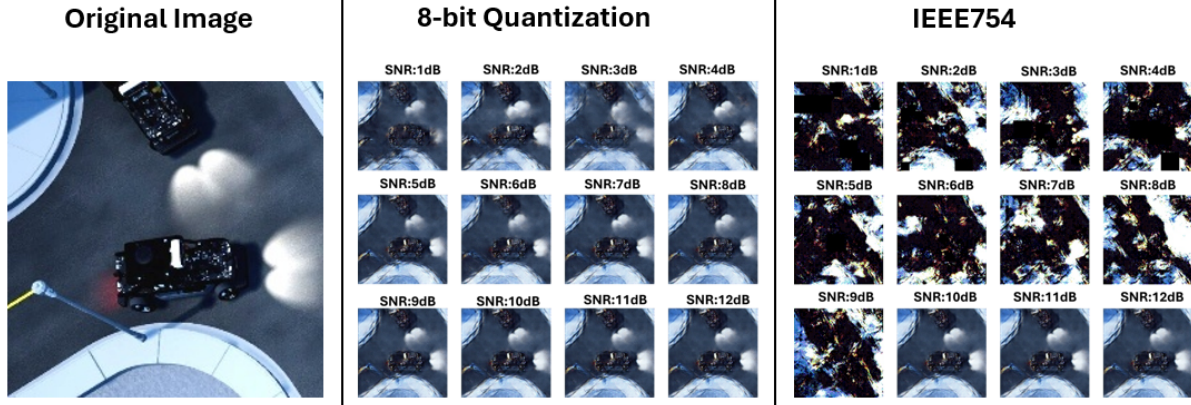 Original Image
8-bit Quantization
IEEE754
SNR:1dB SNR:2dB SNR:3dB SNR:4dB
SNR:5dB SNR:6dB SNR:7dB SNR:8dB
SNR:9dB SNR:10dB SNR:11dB SNR:12dB
SNR:1dB SNR:2dB SNR:3dB SNR:4dB
SNR:5dB SNR:6dB SNR:7dB SNR:8dB
SNR:9dB SNR:10dB SNR:11dB SNR:12dB